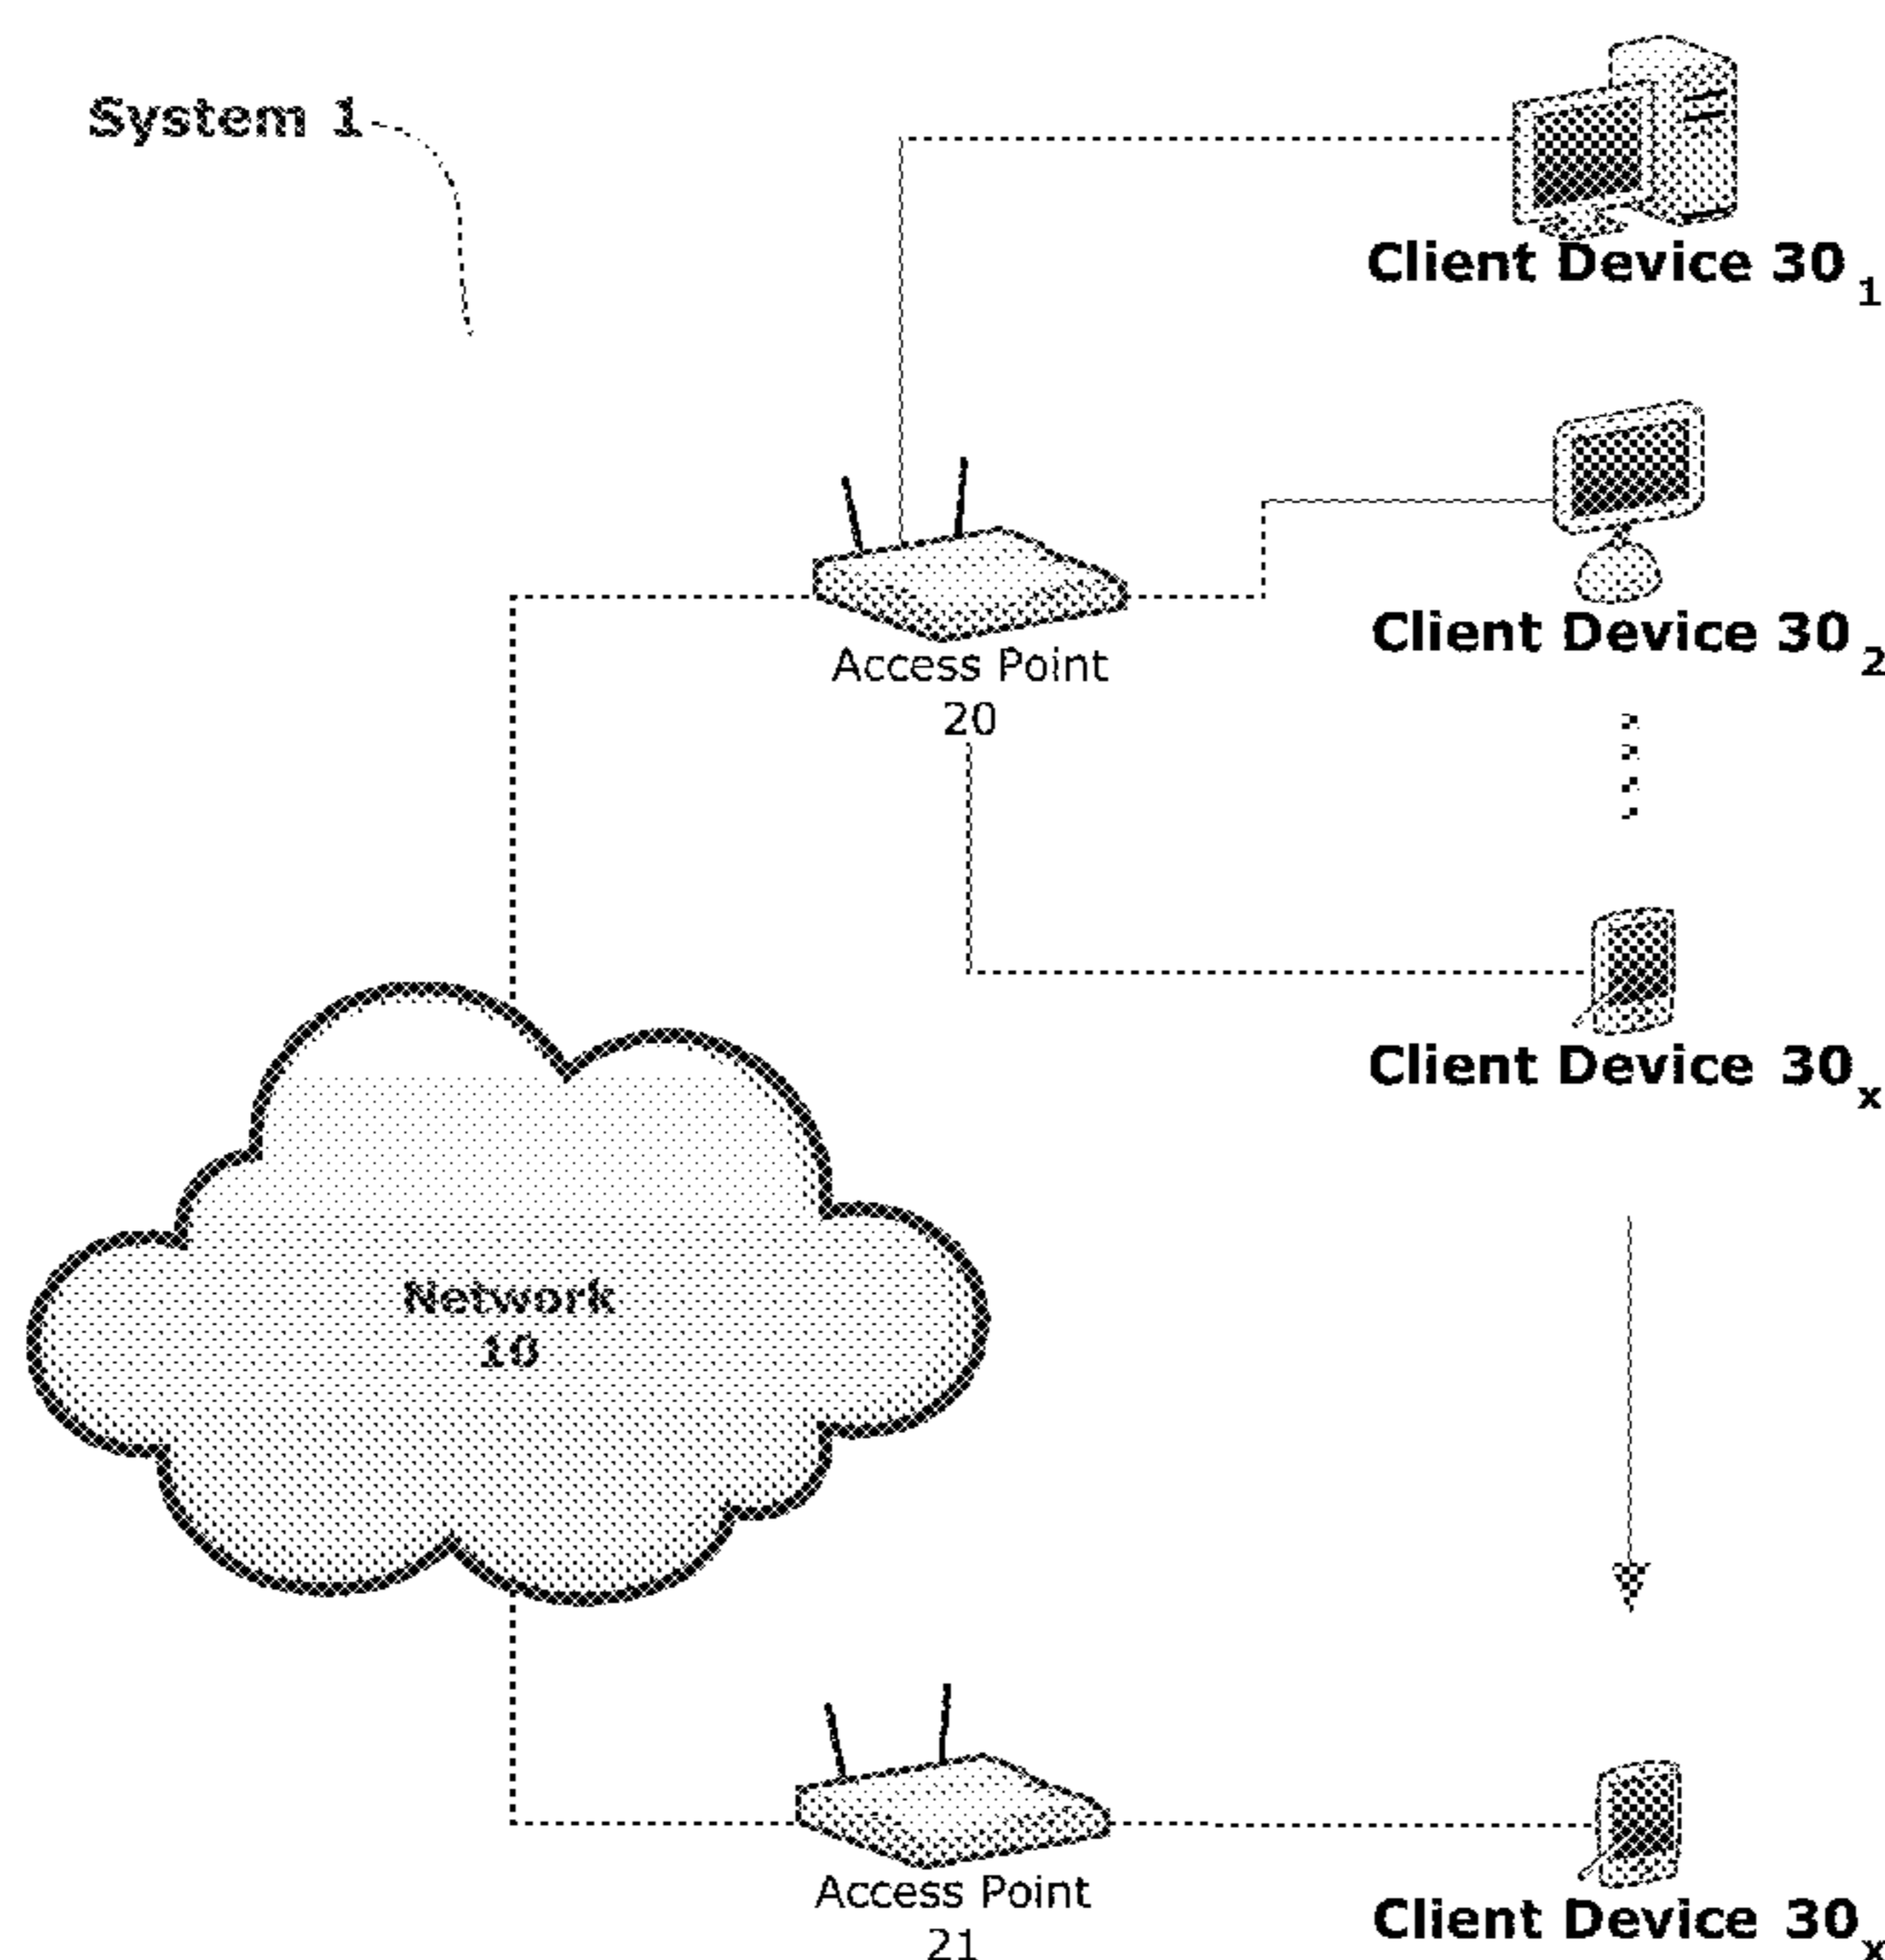 System 1
Client Device 30 1
Client Device 30 2
Access Point
20
Client Device 30 x
Network
10
Access Point
21
Client Device 30 x